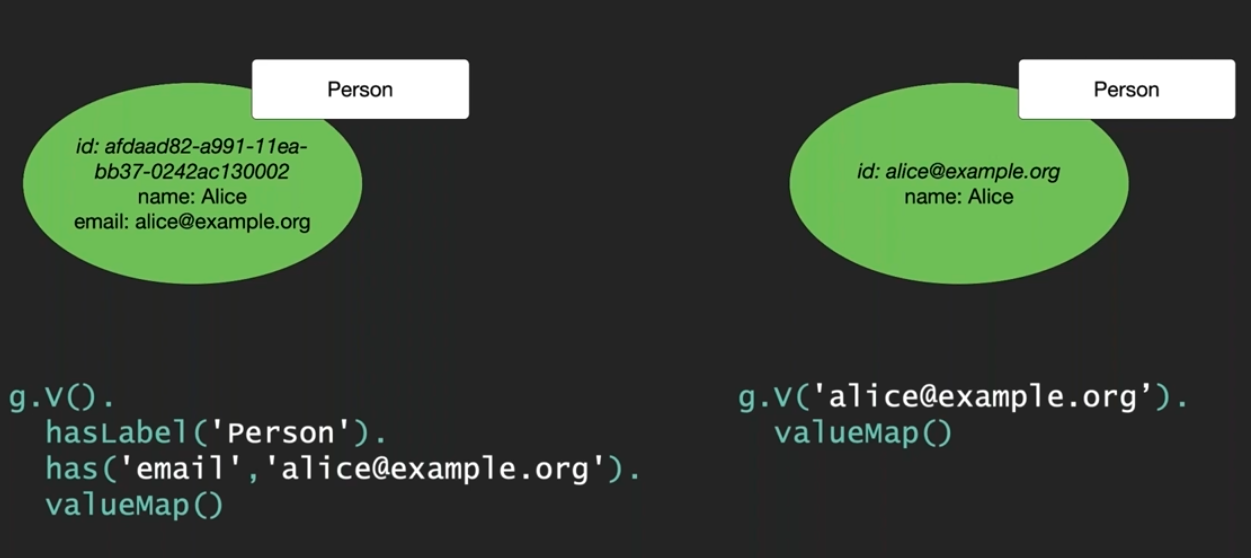 Person
id: afdaad82-a991-11ea-
bb37-0242ac130002
name: Alice
email: alice@example.org
g.V().
hasLabel('Person').
has('email','alice@example.org').
valueMap()
Person
id: alice@example.org
name: Alice
g.V('alice@example.org’).
valueMap()